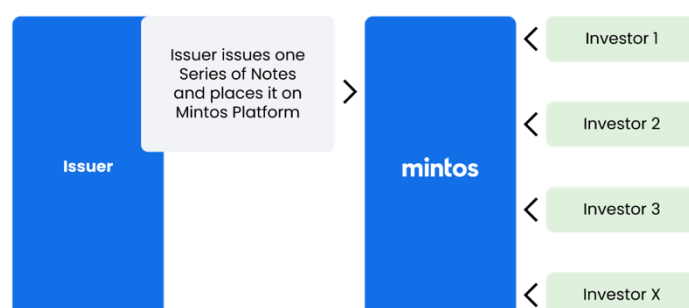 Issuer issues one
Series of Notes
and places it on
Mintos Platform
Issuer
mintos
Investor 1
Investor 2
Investor 3
Investor X